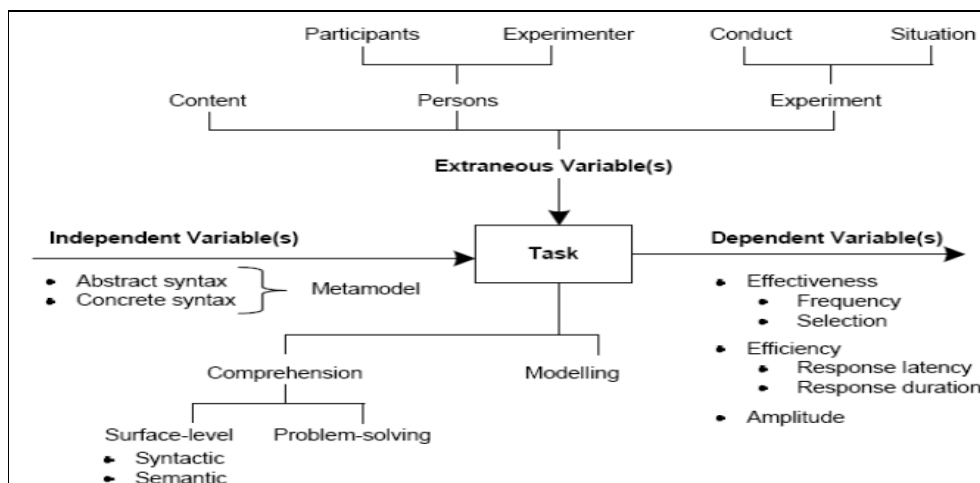 Participants Experimenter Conduct Situation
Content Persons Experiment
Extraneous Variable(s)
Independent Variable(s) Task Dependent Variable(s)
• Abstract syntax
• Concrete syntax
Metamodel
• Effectiveness
• Frequency
• Selection
• Efficiency
• Response latency
• Response duration
• Amplitude
Comprehension Modelling
Surface-level Problem-solving
• Syntactic
• Semantic